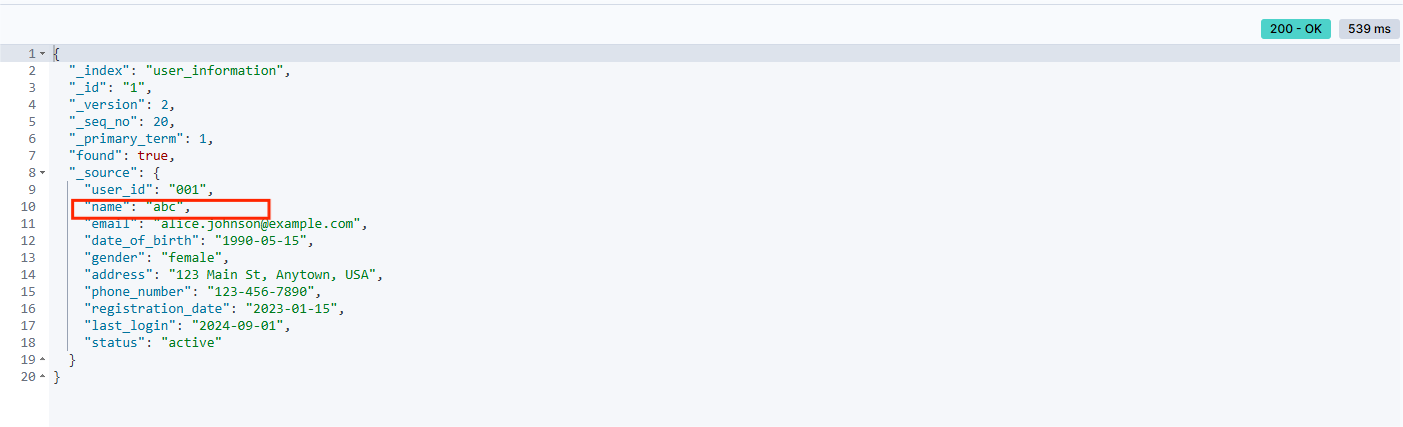 200 - OK 539 ms
1 {
2 "_index": "user_information",
3 "_id": "1",
4 "_version": 2,
5 "_seq_no": 20,
6 "_primary_term": 1,
7 "found": true,
8 "_source": {
9 "user_id": "001",
10 "name": "abc",
11 "email": "alice.johnson@example.com",
12 "date_of_birth": "1990-05-15",
13 "gender": "female",
14 "address": "123 Main St, Anytown, USA",
15 "phone_number": "123-456-7890",
16 "registration_date": "2023-01-15",
17 "last_login": "2024-09-01",
18 "status": "active"
19 }
20 }